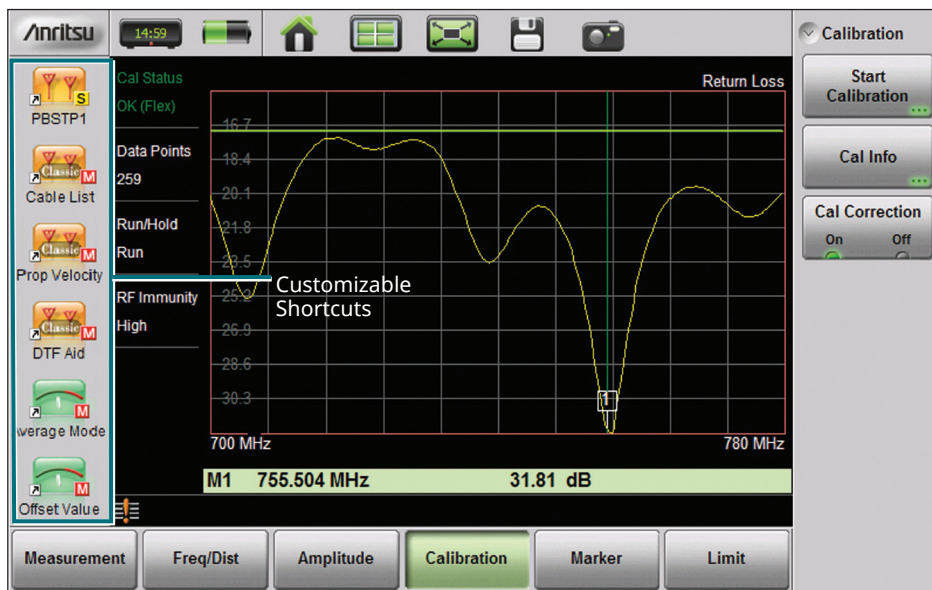 Anritsu
14:59
PBSTP1
S
Classic M
Cable List
Classic M
Prop Velocity
Classic M
DTF Aid
M
Average Mode
M
Offset Value
Cal Status
OK (Flex)
Data Points
259
Run/Hold
Run
RF Immunity
High
Return Loss
16.7
18.4
20.1
21.8
23.5
25.2
26.9
28.6
30.3
Customizable
Shortcuts
1
700 MHz
780 MHz
M1 755.504 MHz 31.81 dB
Calibration
Start
Calibration
Cal Info
Cal Correction
On Off
Measurement
Freq/Dist
Amplitude
Calibration
Marker
Limit